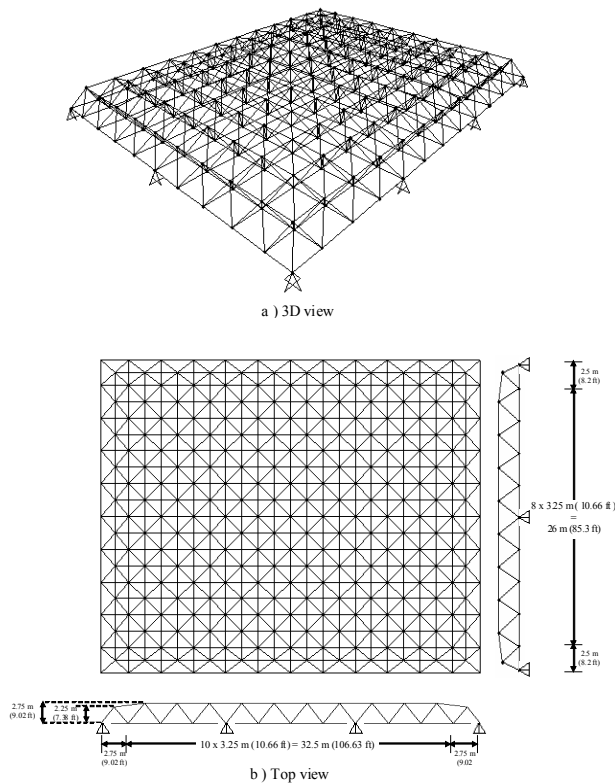 a ) 3D view
2.5 m
(8.2 ft)
8 x 3.25 m ( 10.66 ft )
=
26 m (85.3 ft)
2.5 m
(8.2 ft)
2.75 m
(9.02 ft)
2.25 m
(7.38 ft)
10 x 3.25 m (10.66 ft) = 32.5 m (106.63 ft)
2.75 m
(9.02 ft)
2.75 m
(9.02
b ) Top view